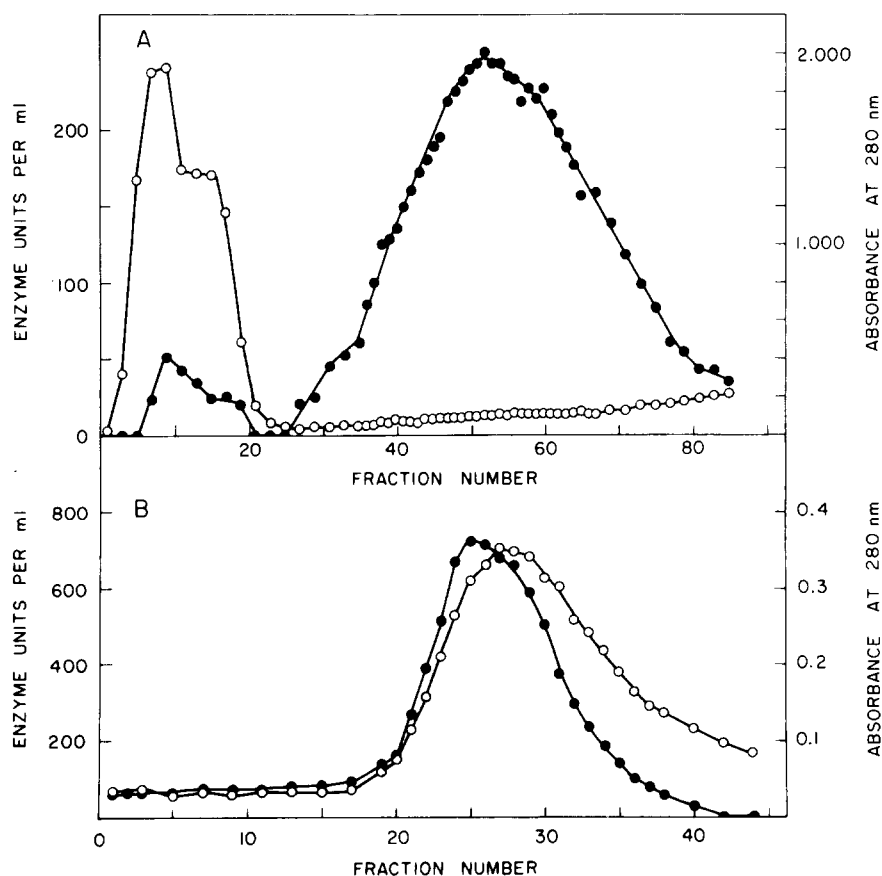 A
ENZYME UNITS PER ml
200
100
0
2.000
1.000
ABSORBANCE AT 280 nm
20 40 60 80
FRACTION NUMBER
B
ENZYME UNITS PER ml
800
600
400
200
0.4
0.3
0.2
0.1
ABSORBANCE AT 280 nm
0 10 20 30 40
FRACTION NUMBER